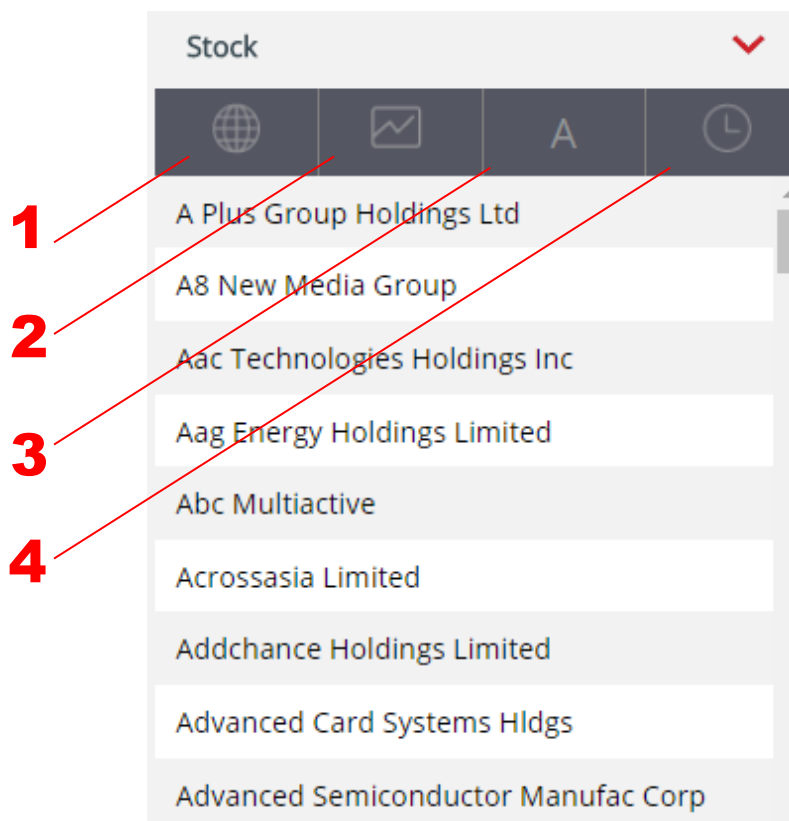 Stock
A
1
A Plus Group Holdings Ltd
A8 New Media Group
2
Aac Technologies Holdings Inc
3
Aag Energy Holdings Limited
Abc Multiactive
4
Acrossasia Limited
Addchance Holdings Limited
Advanced Card Systems Hldgs
Advanced Semiconductor Manufac Corp